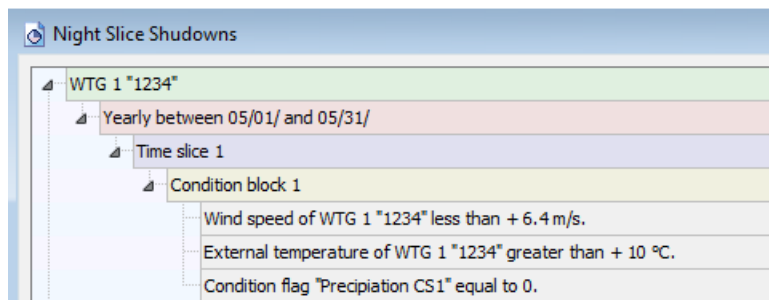 Night Slice Shudowns
WTG 1 "1234"
Yearly between 05/01/ and 05/31/
Time slice 1
Condition block 1
Wind speed of WTG 1 "1234" less than + 6.4 m/s.
External temperature of WTG 1 "1234" greater than + 10 ºC.
Condition flag "Precipiation CS1" equal to 0.